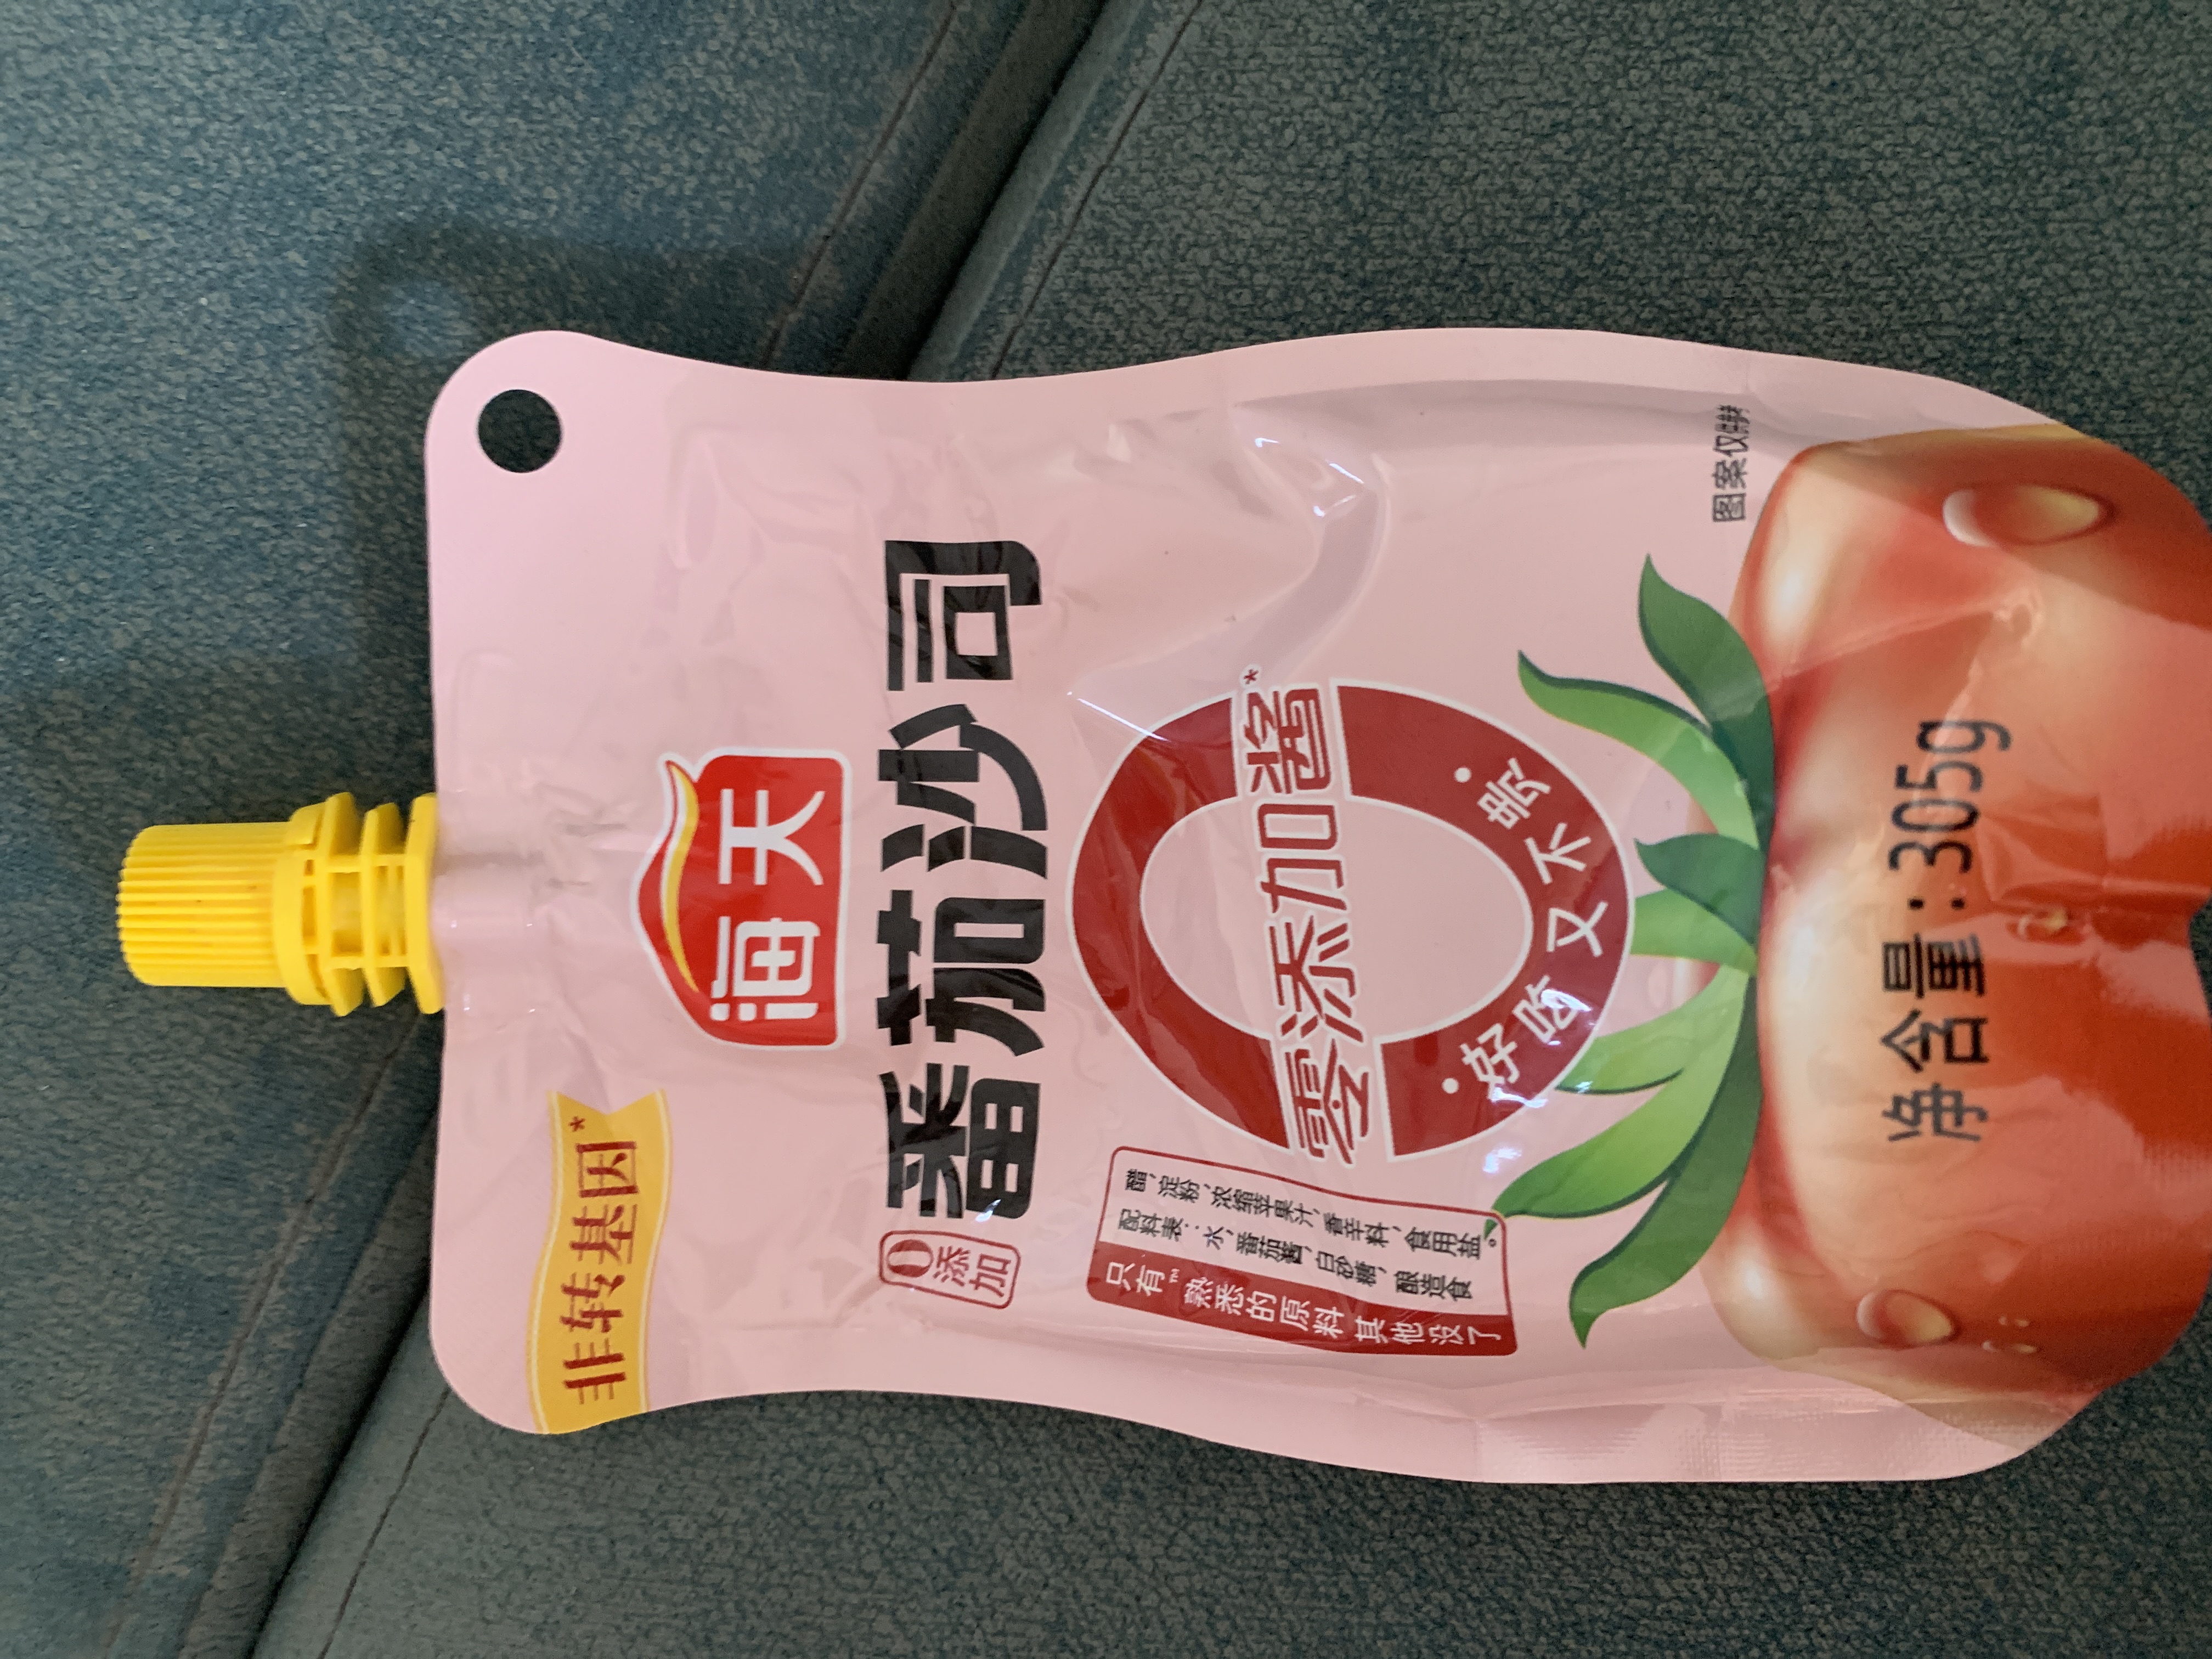 非转基因*
海天
0
添加
番茄沙司
零添加酱*
·好吃又不贵·
只有™熟悉的原料 其他没了
配料表：水，番茄酱，白砂糖，酿造食
醋，淀粉，浓缩苹果汁，香辛料，食用盐。
图案仅供
净含量：305g